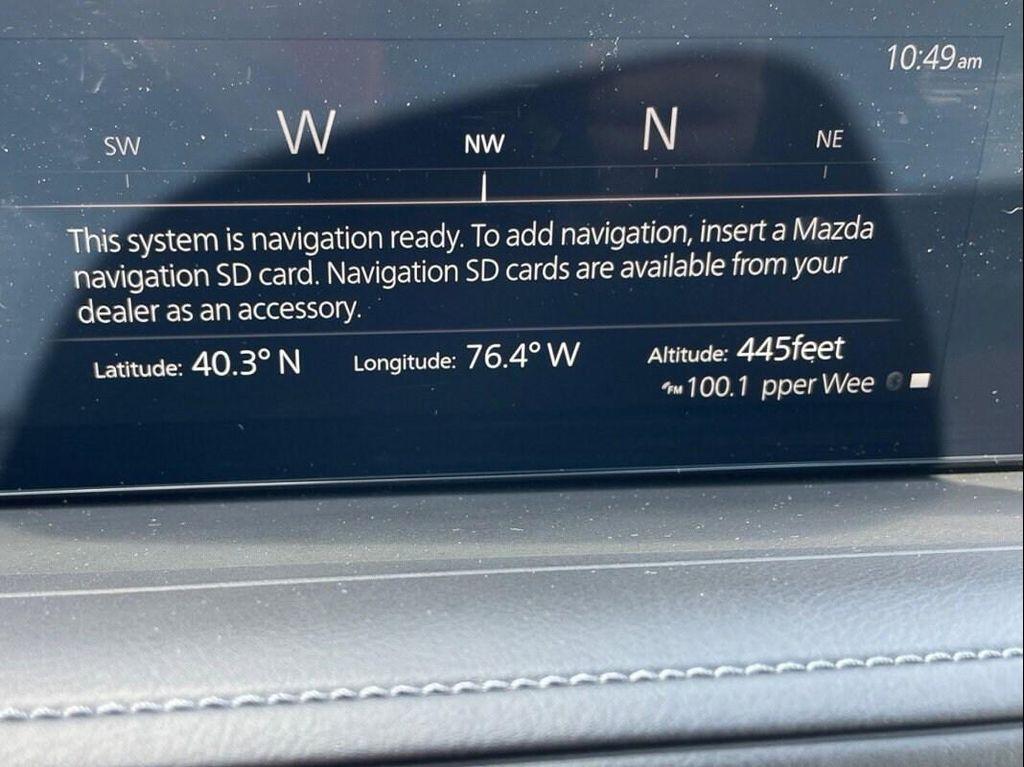 10:49am
SW W NW N NE
This system is navigation ready. To add navigation, insert a Mazda
navigation SD card. Navigation SD cards are available from your
dealer as an accessory.
Latitude: 40.3° N Longitude: 76.4° W Altitude: 445feet
FM 100.1 pper Wee